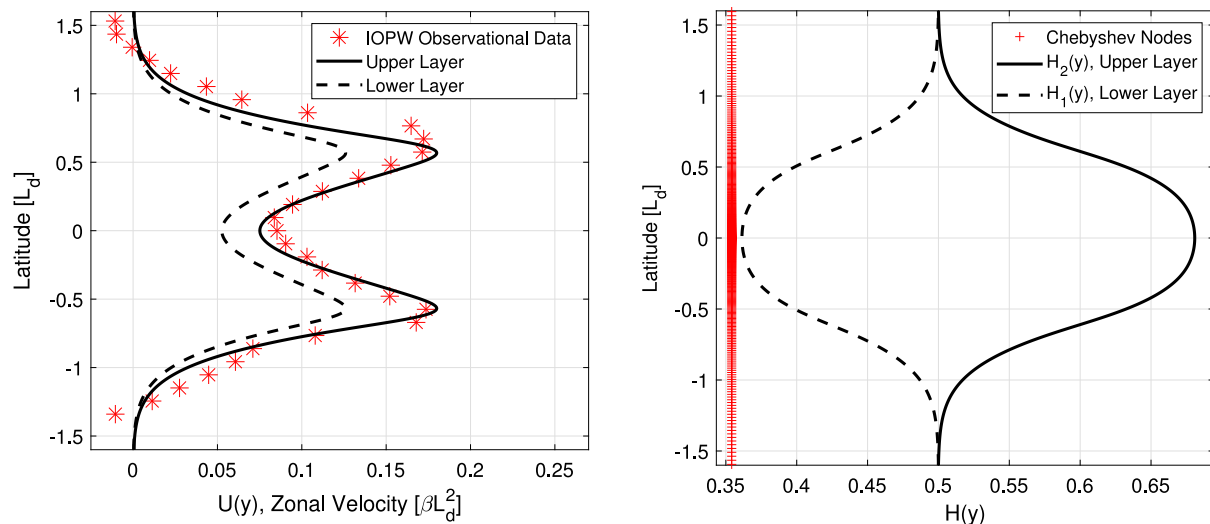 IOPW Observational Data
Upper Layer
Lower Layer
1.5
1
0.5
0
-0.5
-1
-1.5
Latitude [L_d]
0
0.05
0.1
0.15
0.2
0.25
U(y), Zonal Velocity [βL_d^2]
Chebyshev Nodes
H_2(y), Upper Layer
H_1(y), Lower Layer
1.5
1
0.5
0
-0.5
-1
-1.5
Latitude [L_d]
0.35
0.4
0.45
0.5
0.55
0.6
0.65
H(y)